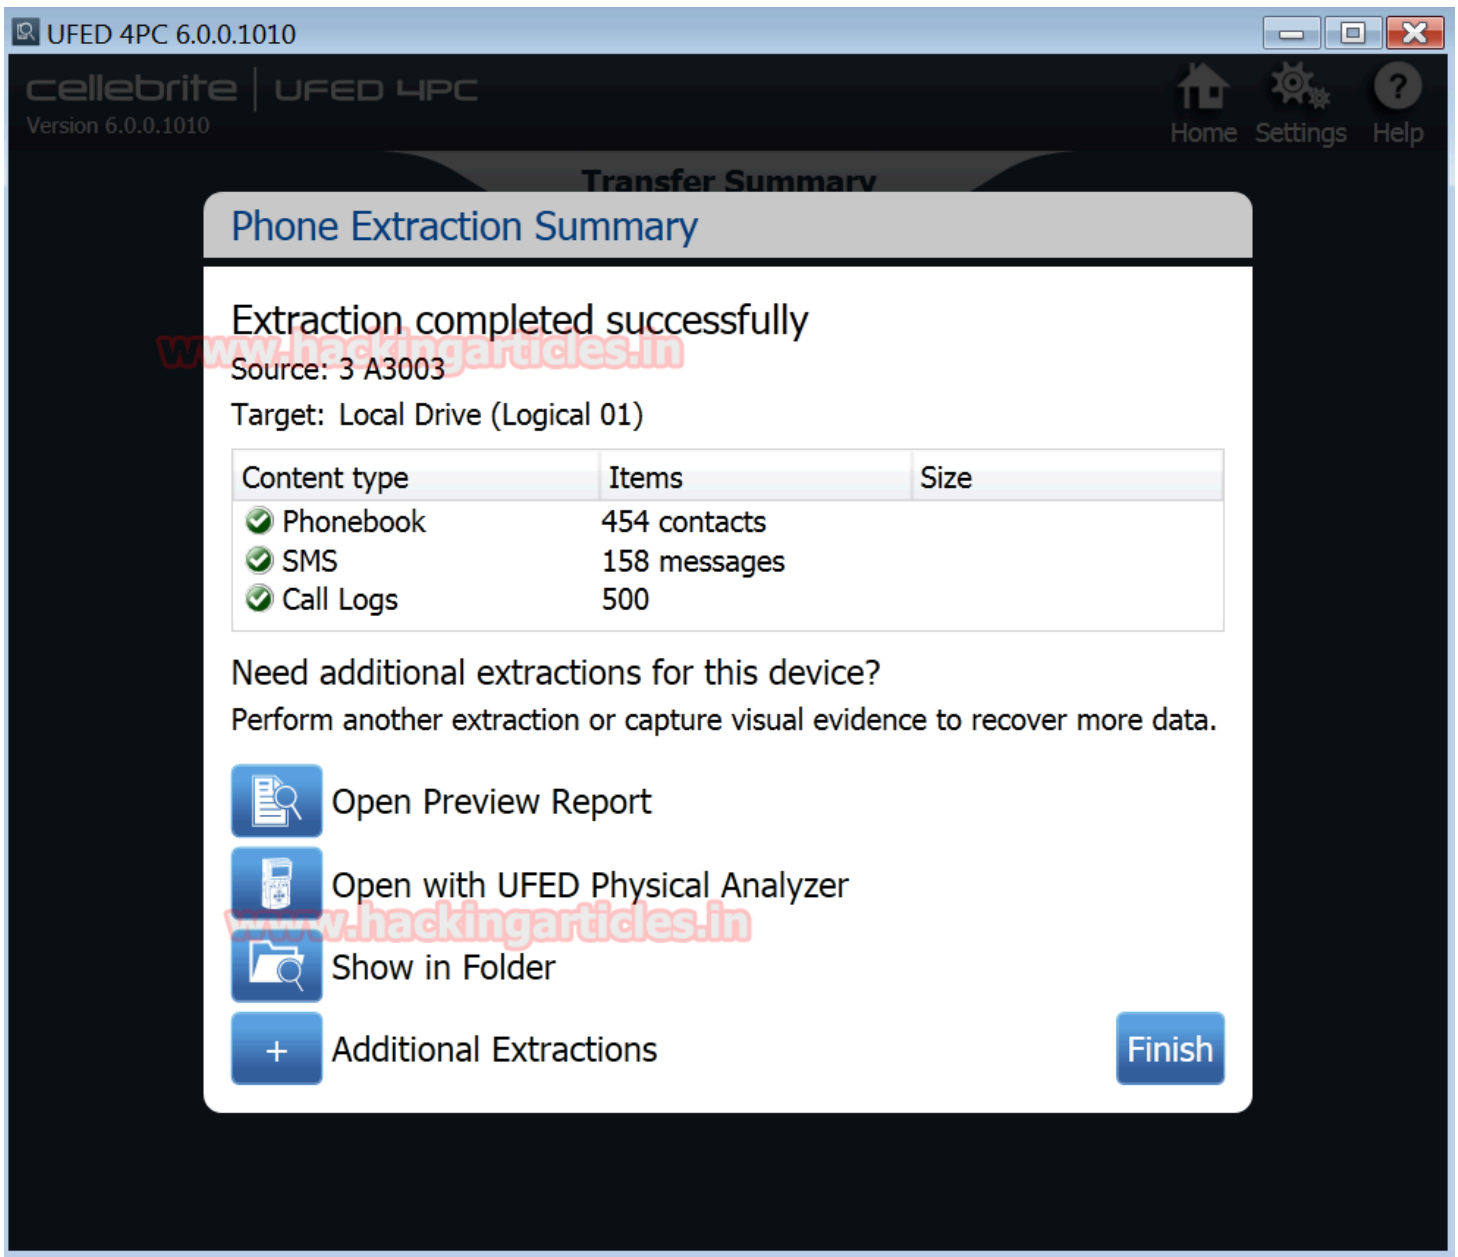 UFED 4PC 6.0.0.1010
cellebrite UFED 4PC
Version 6.0.0.1010
Home Settings Help
Transfer Summary
Phone Extraction Summary
Extraction completed successfully
www.hackingarticles.in
Source: 3 A3003
Target: Local Drive (Logical 01)
Content type Items Size
Phonebook 454 contacts
SMS 158 messages
Call Logs 500
Need additional extractions for this device?
Perform another extraction or capture visual evidence to recover more data.
Open Preview Report
Open with UFED Physical Analyzer
www.hackingarticles.in
Show in Folder
+ Additional Extractions
Finish